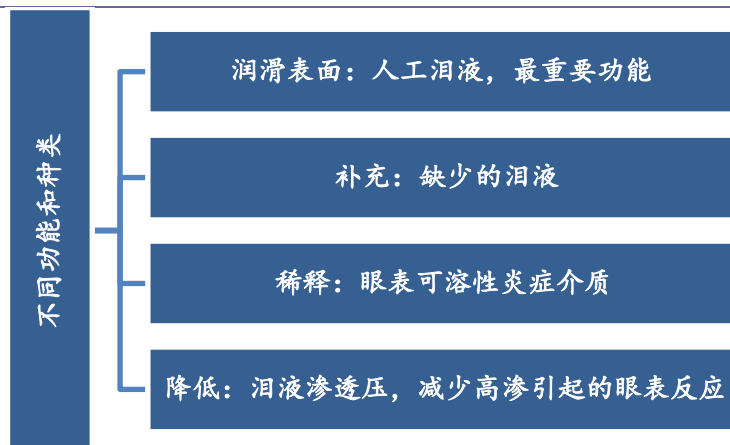 不同功能和种类
润滑表面：人工泪液，最重要功能
补充：缺少的泪液
稀释：眼表可溶性炎症介质
降低：泪液渗透压，减少高渗引起的眼表反应